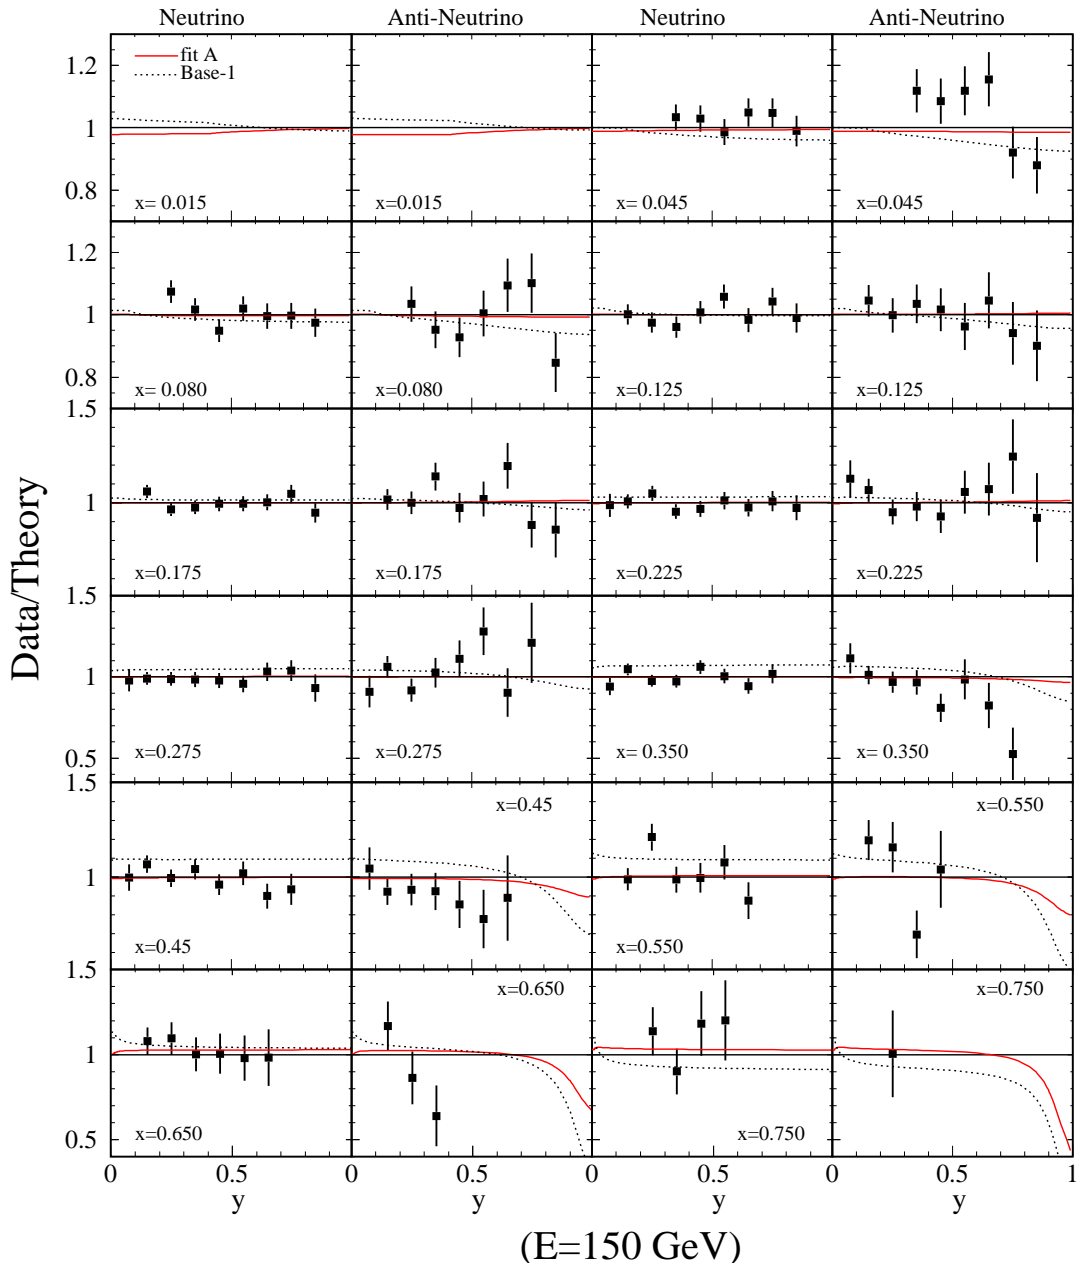 Neutrino Anti-Neutrino Neutrino Anti-Neutrino
fit A
Base-1
1.2
1
0.8
x= 0.015 x=0.015 x=0.045 x=0.045
1.2
1
0.8
x= 0.080 x=0.080 x=0.125 x=0.125
1.5
1
x=0.175 x=0.175 x=0.225 x=0.225
1.5
1
0.5
x=0.275 x=0.275 x=0.350 x= 0.350
1.5
x=0.45 x=0.550
1
x=0.45 x=0.550
1.5
x=0.650 x=0.750
1
x=0.650 x=0.750
0.5
0 0.5 0 0.5 0 0.5 0 0.5 1
y y y y
Data/Theory
(E=150 GeV)